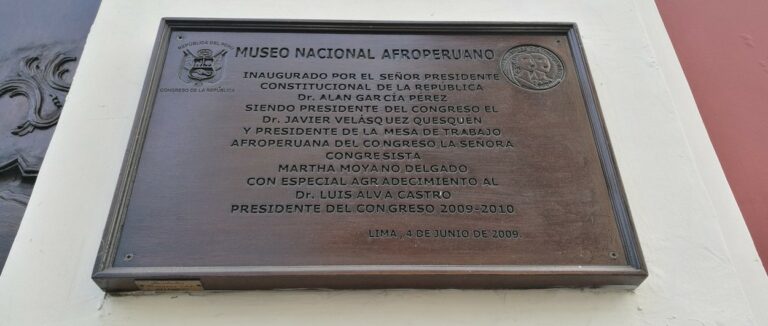 REPÚBLICA DEL PERÚ
CONGRESO DE LA REPÚBLICA
MUSEO NACIONAL AFROPERUANO
INAUGURADO POR EL SEÑOR PRESIDENTE
CONSTITUCIONAL DE LA REPÚBLICA
Dr. ALAN GARCÍA PÉREZ
SIENDO PRESIDENTE DEL CONGRESO EL
Dr. JAVIER VELÁSQUEZ QUESQUÉN
Y PRESIDENTE DE LA MESA DE TRABAJO
AFROPERUANA DEL CONGRESO LA SEÑORA
CONGRESISTA
MARTHA MOYANO DELGADO
CON ESPECIAL AGRADECIMIENTO AL
Dr. LUIS ALVA CASTRO
PRESIDENTE DEL CONGRESO 2009-2010
LIMA, 4 DE JUNIO DE 2009.